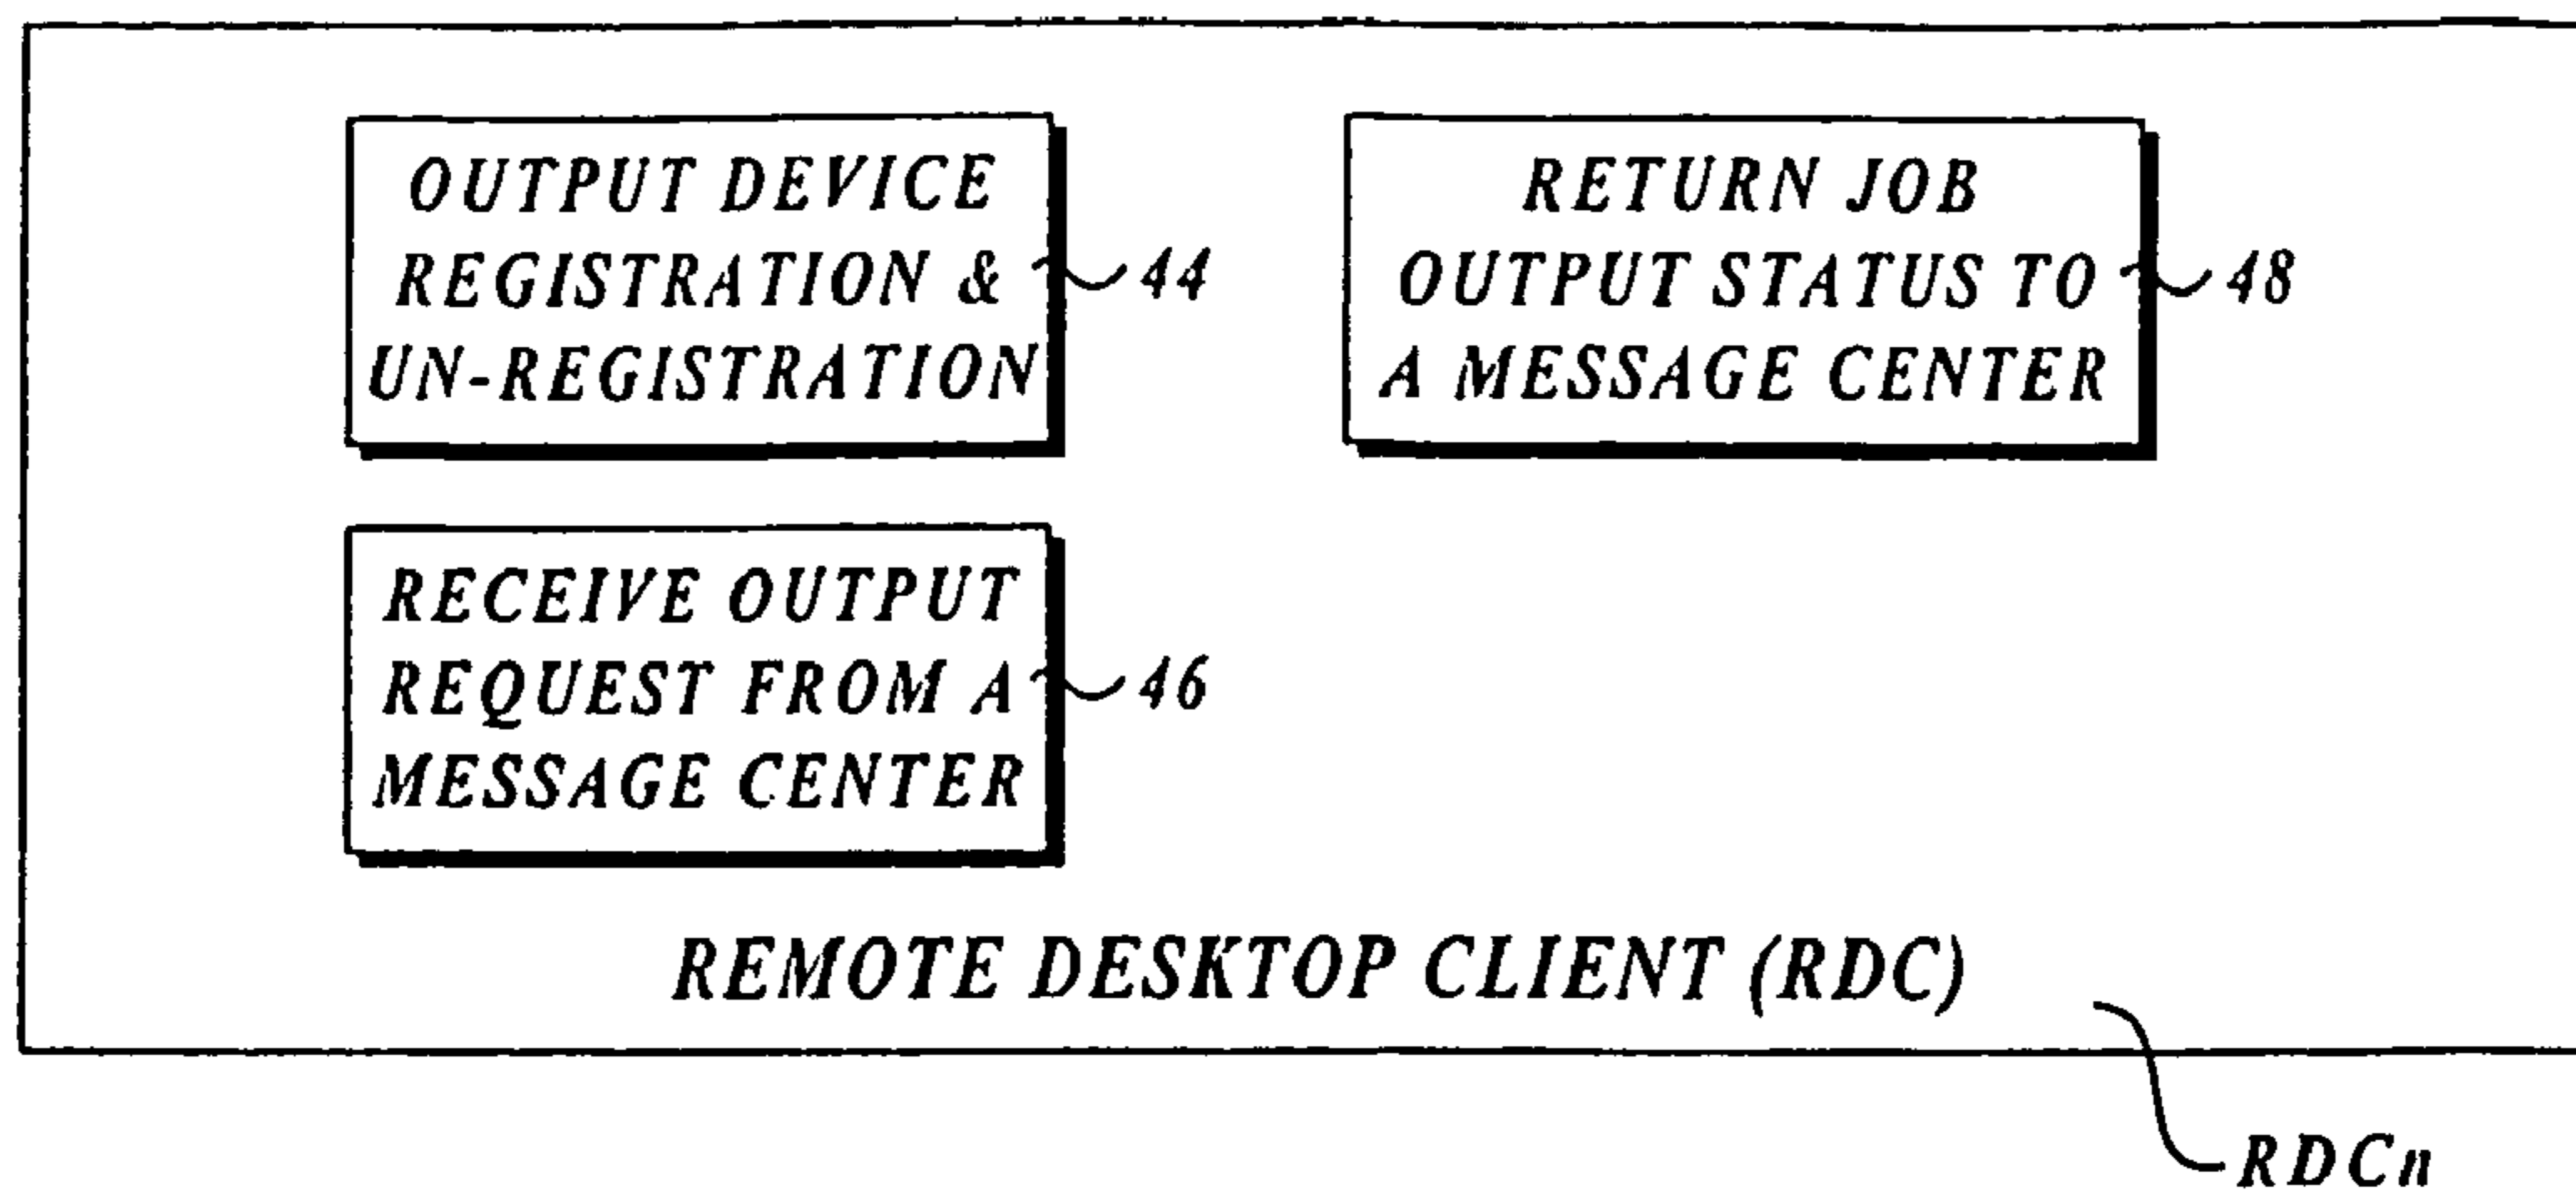 OUTPUT DEVICE
REGISTRATION &
UN-REGISTRATION
44
RETURN JOB
OUTPUT STATUS TO
A MESSAGE CENTER
48
RECEIVE OUTPUT
REQUEST FROM A
MESSAGE CENTER
46
REMOTE DESKTOP CLIENT (RDC)
RDCn